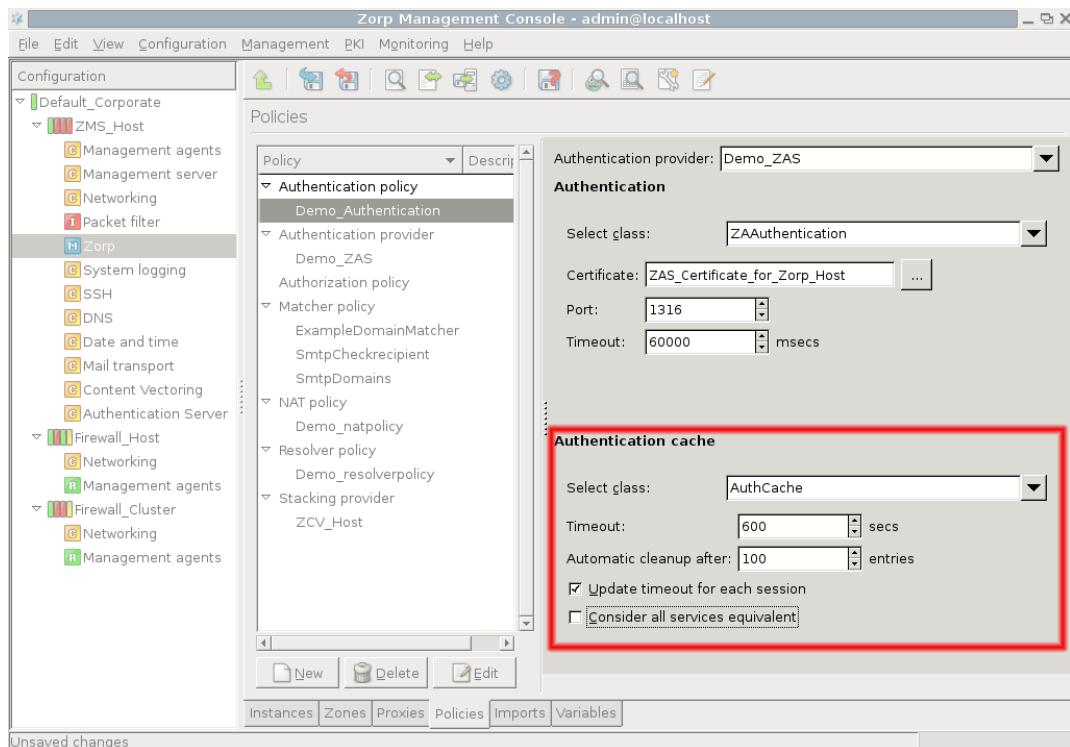 Zorp Management Console - admin@localhost
File Edit View Configuration Management PKI Monitoring Help
Configuration
Default_Corporate
ZMS_Host
C Management agents
C Management server
C Networking
I Packet filter
M Zorp
C System logging
C SSH
C DNS
C Date and time
C Mail transport
C Content Vectoring
C Authentication Server
Firewall_Host
C Networking
R Management agents
Firewall_Cluster
C Networking
R Management agents
Policies
Policy Descrip
Authentication policy
Demo_Authentication
Authentication provider
Demo_ZAS
Authorization policy
Matcher policy
ExampleDomainMatcher
SmtpCheckrecipient
SmtpDomains
NAT policy
Demo_natpolicy
Resolver policy
Demo_resolverpolicy
Stacking provider
ZCV_Host
New Delete Edit
Authentication provider: Demo_ZAS
Authentication
Select class: ZAAuthentication
Certificate: ZAS_Certificate_for_Zorp_Host ...
Port: 1316
Timeout: 60000 msecs
Authentication cache
Select class: AuthCache
Timeout: 600 secs
Automatic cleanup after: 100 entries
Update timeout for each session
Consider all services equivalent
Instances Zones Proxies Policies Imports Variables
Unsaved changes